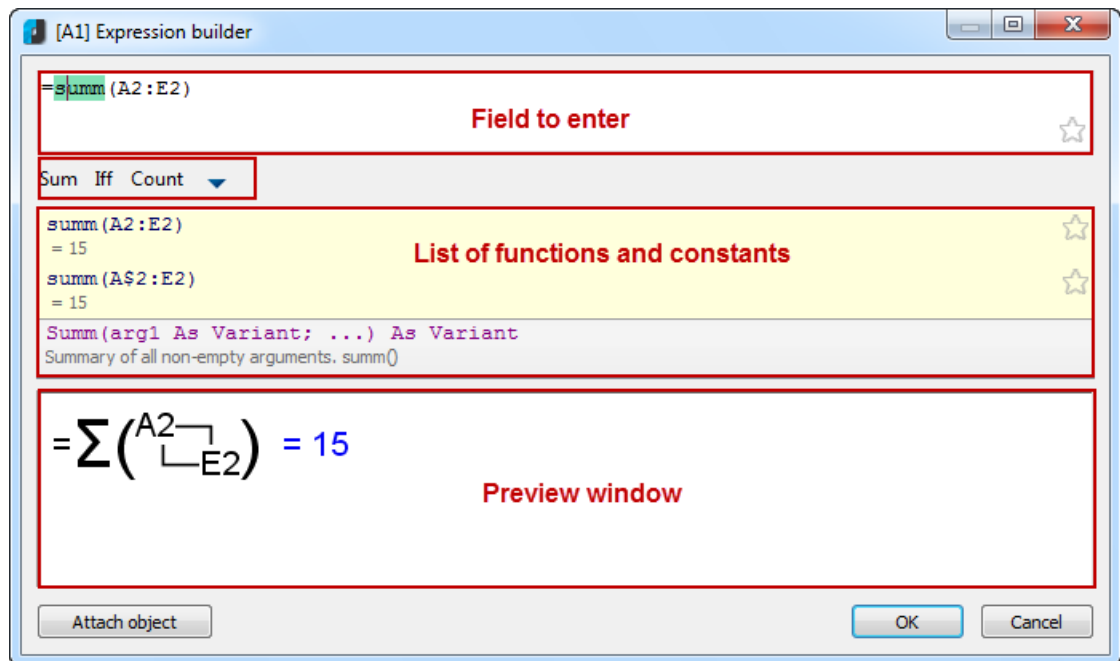 [A1] Expression builder
=summ(A2:E2)
Field to enter
Sum Iff Count
summ(A2:E2)
= 15
List of functions and constants
summ(A$2:E2)
= 15
Summ(arg1 As Variant; ...) As Variant
Summary of all non-empty arguments. summ()
=Σ(A2 E2) = 15
Preview window
Attach object
OK
Cancel